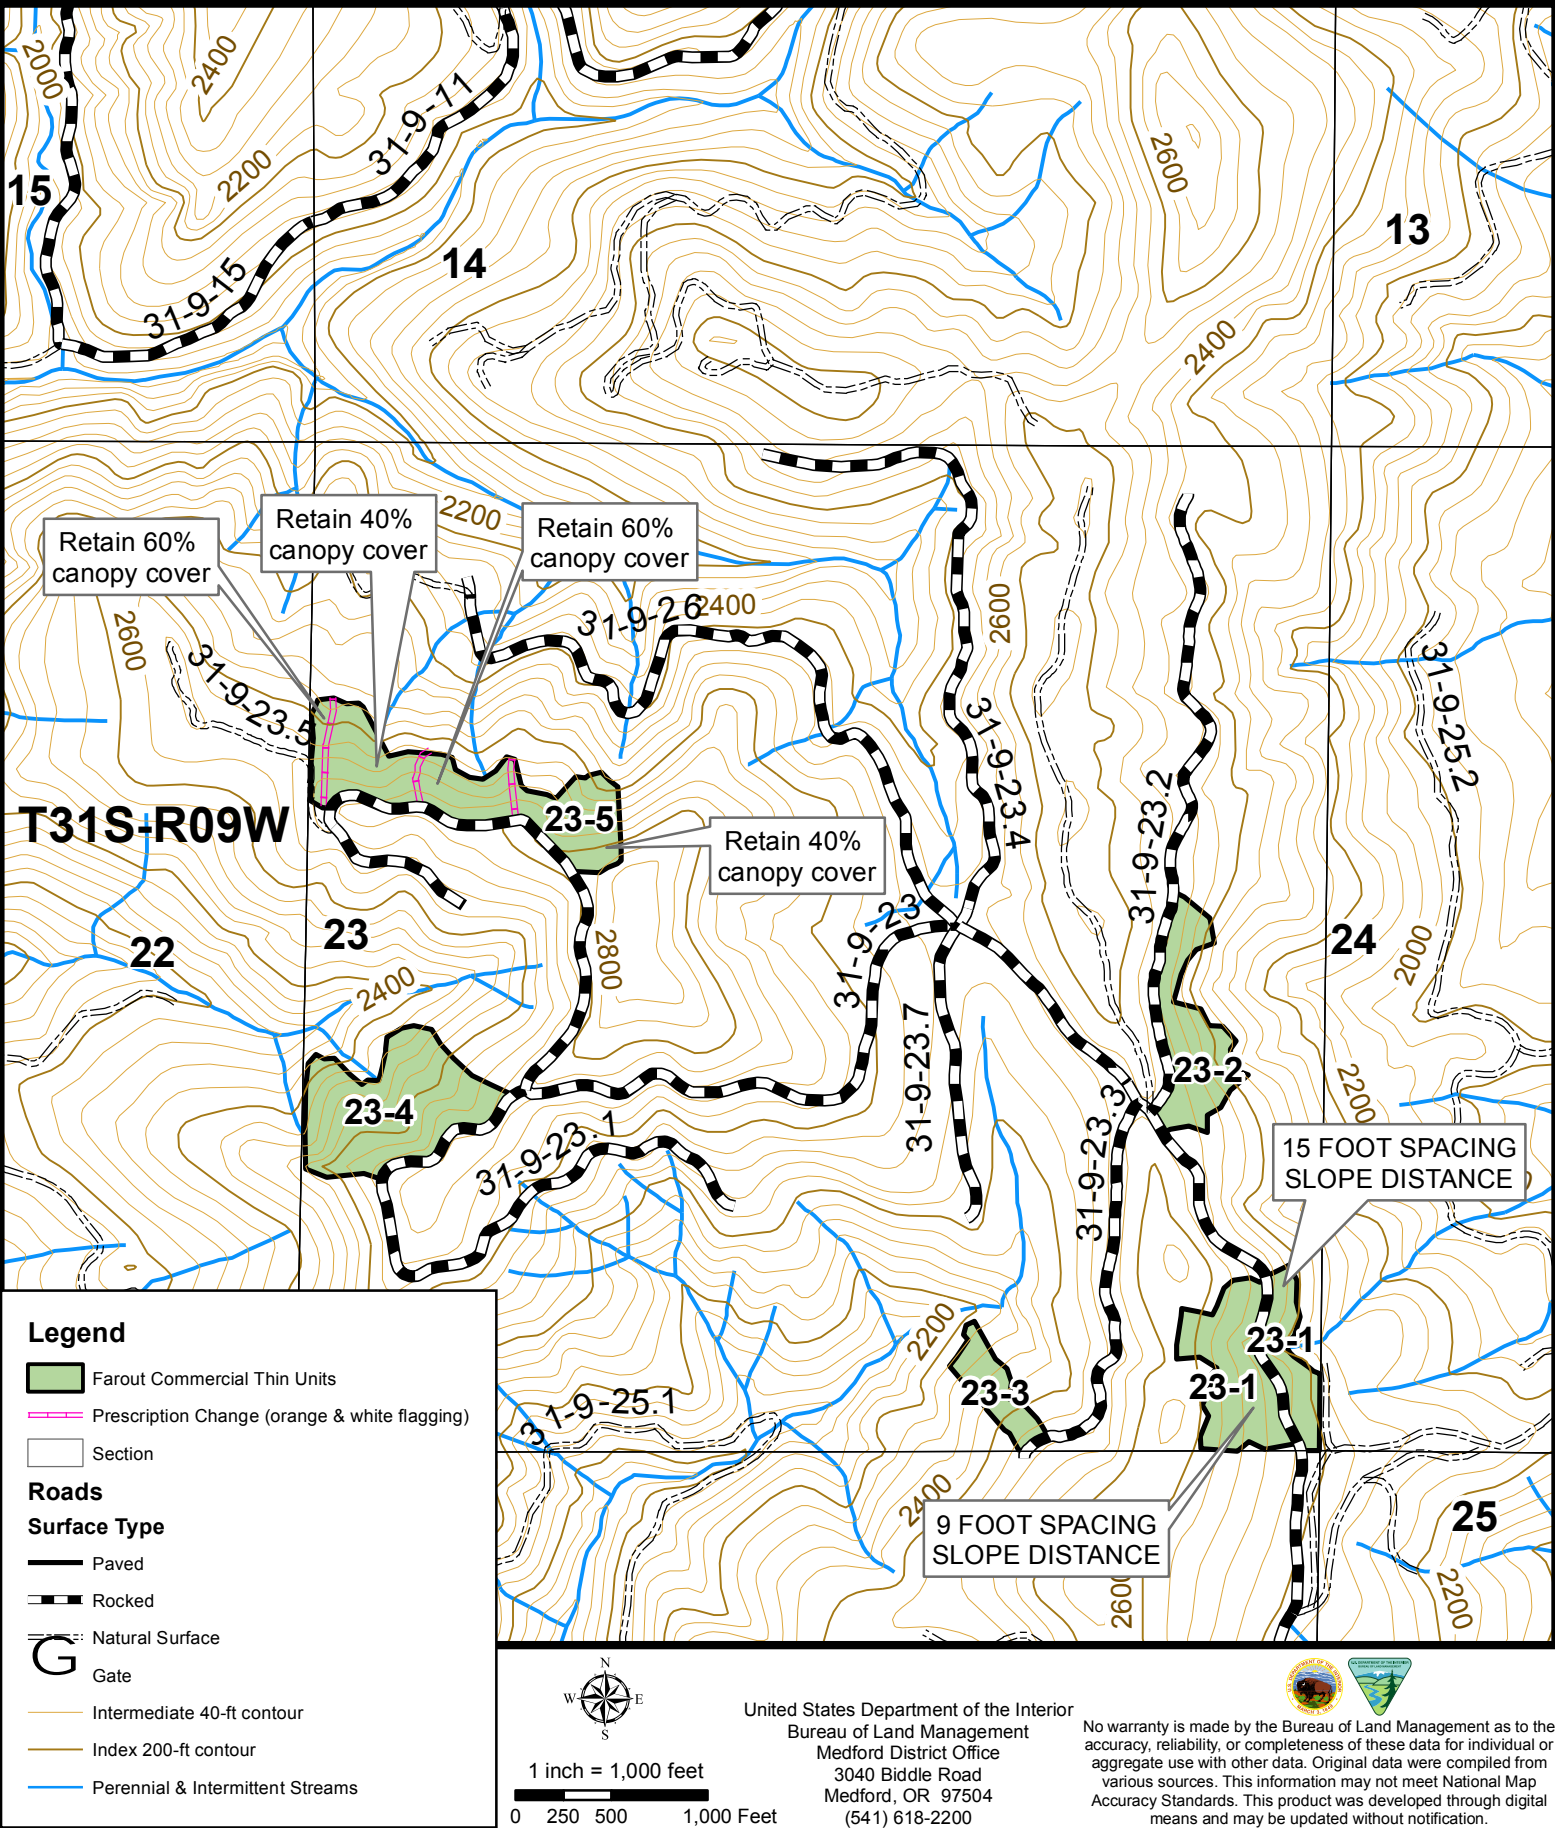 2000
2400
31-9-11
2200
15
2600
13
14
31-9-15
2400
Retain 60%
canopy cover
Retain 40%
canopy cover
2200
Retain 60%
canopy cover
2600
31-9-26
2400
2600
31-9-23.5
31-9-25.2
31-9-23.4
31-9-23.2
T31S-R09W
23-5
Retain 40%
canopy cover
31-9-23
22
23
24
2800
2000
2400
31-9-23.7
23-2
23-4
31-9-23.1
31-9-23.3
2200
15 FOOT SPACING
SLOPE DISTANCE
2200
23-1
23-1
23-3
31-9-25.1
2400
9 FOOT SPACING
SLOPE DISTANCE
25
2600
2200
Legend
Farout Commercial Thin Units
Prescription Change (orange & white flagging)
Section
Roads
Surface Type
Paved
Rocked
Natural Surface
G
Gate
Intermediate 40-ft contour
Index 200-ft contour
Perennial & Intermittent Streams
N
W
E
S
1 inch = 1,000 feet
0 250 500 1,000 Feet
United States Department of the Interior
Bureau of Land Management
Medford District Office
3040 Biddle Road
Medford, OR 97504
(541) 618-2200
No warranty is made by the Bureau of Land Management as to the
accuracy, reliability, or completeness of these data for individual or
aggregate use with other data. Original data were compiled from
various sources. This information may not meet National Map
Accuracy Standards. This product was developed through digital
means and may be updated without notification.